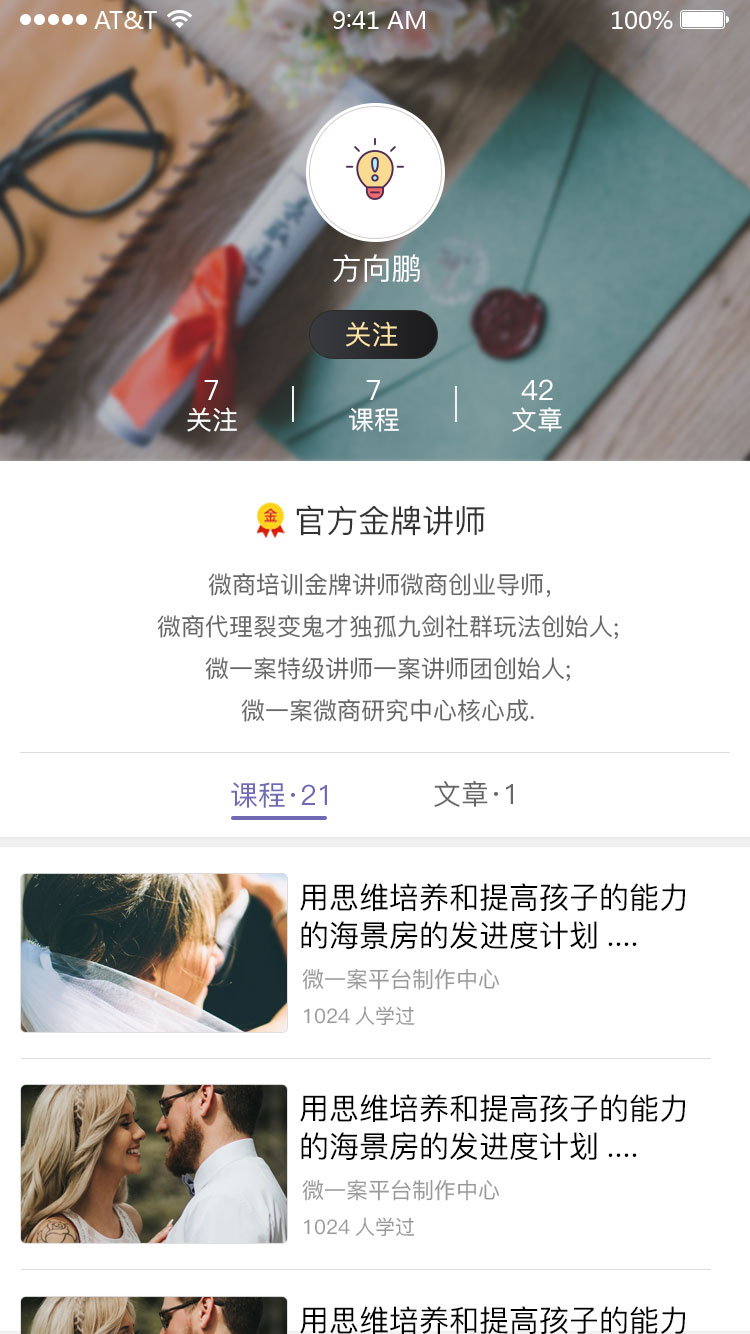 AT&T 9:41 AM 100%
方向鹏
关注
7 7 42
关注 课程 文章
金 官方金牌讲师
微商培训金牌讲师微商创业导师,
微商代理裂变鬼才独孤九剑社群玩法创始人;
微一案特级讲师一案讲师团创始人;
微一案微商研究中心核心成.
课程·21 文章·1
用思维培养和提高孩子的能力
的海景房的发进度计划 ....
微一案平台制作中心
1024 人学过
用思维培养和提高孩子的能力
的海景房的发进度计划 ....
微一案平台制作中心
1024 人学过
用思维培养和提高孩子的能力